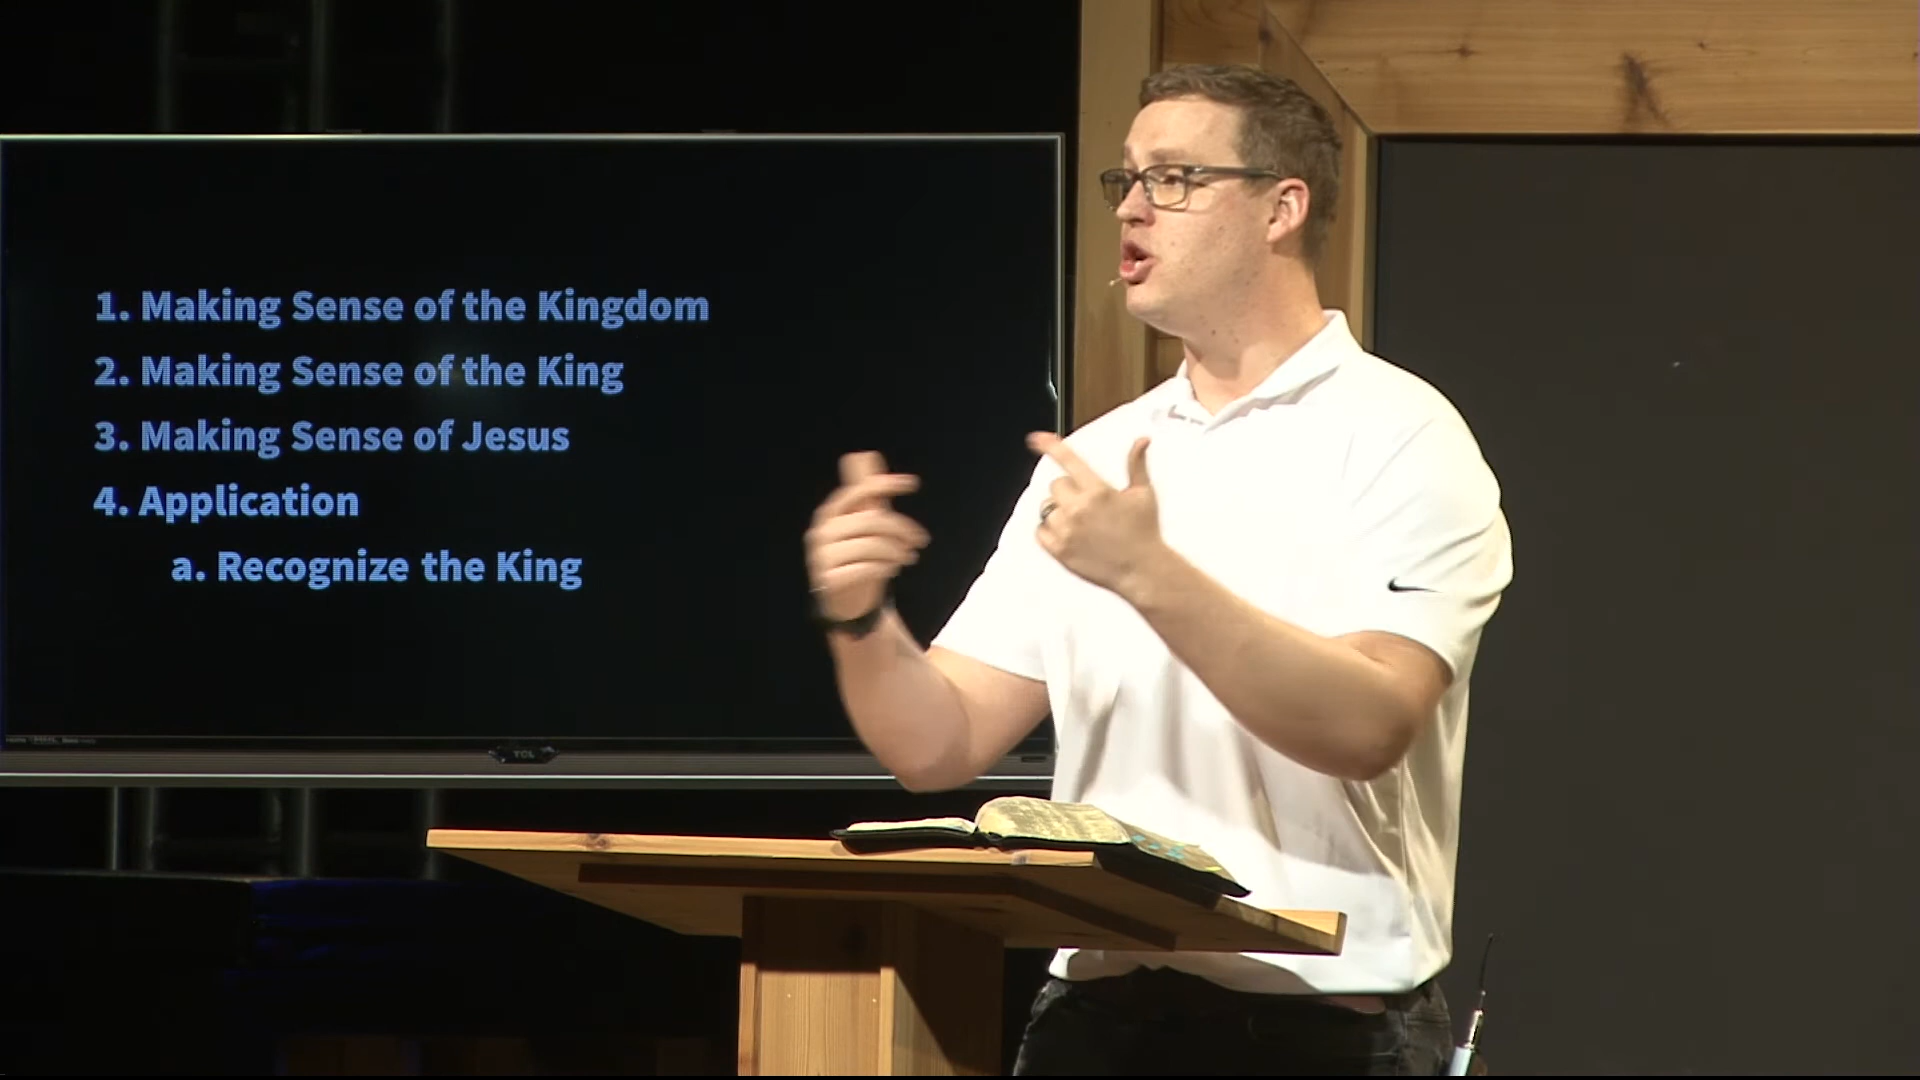 1. Making Sense of the Kingdom
2. Making Sense of the King
3. Making Sense of Jesus
4. Application
a. Recognize the King
TCL